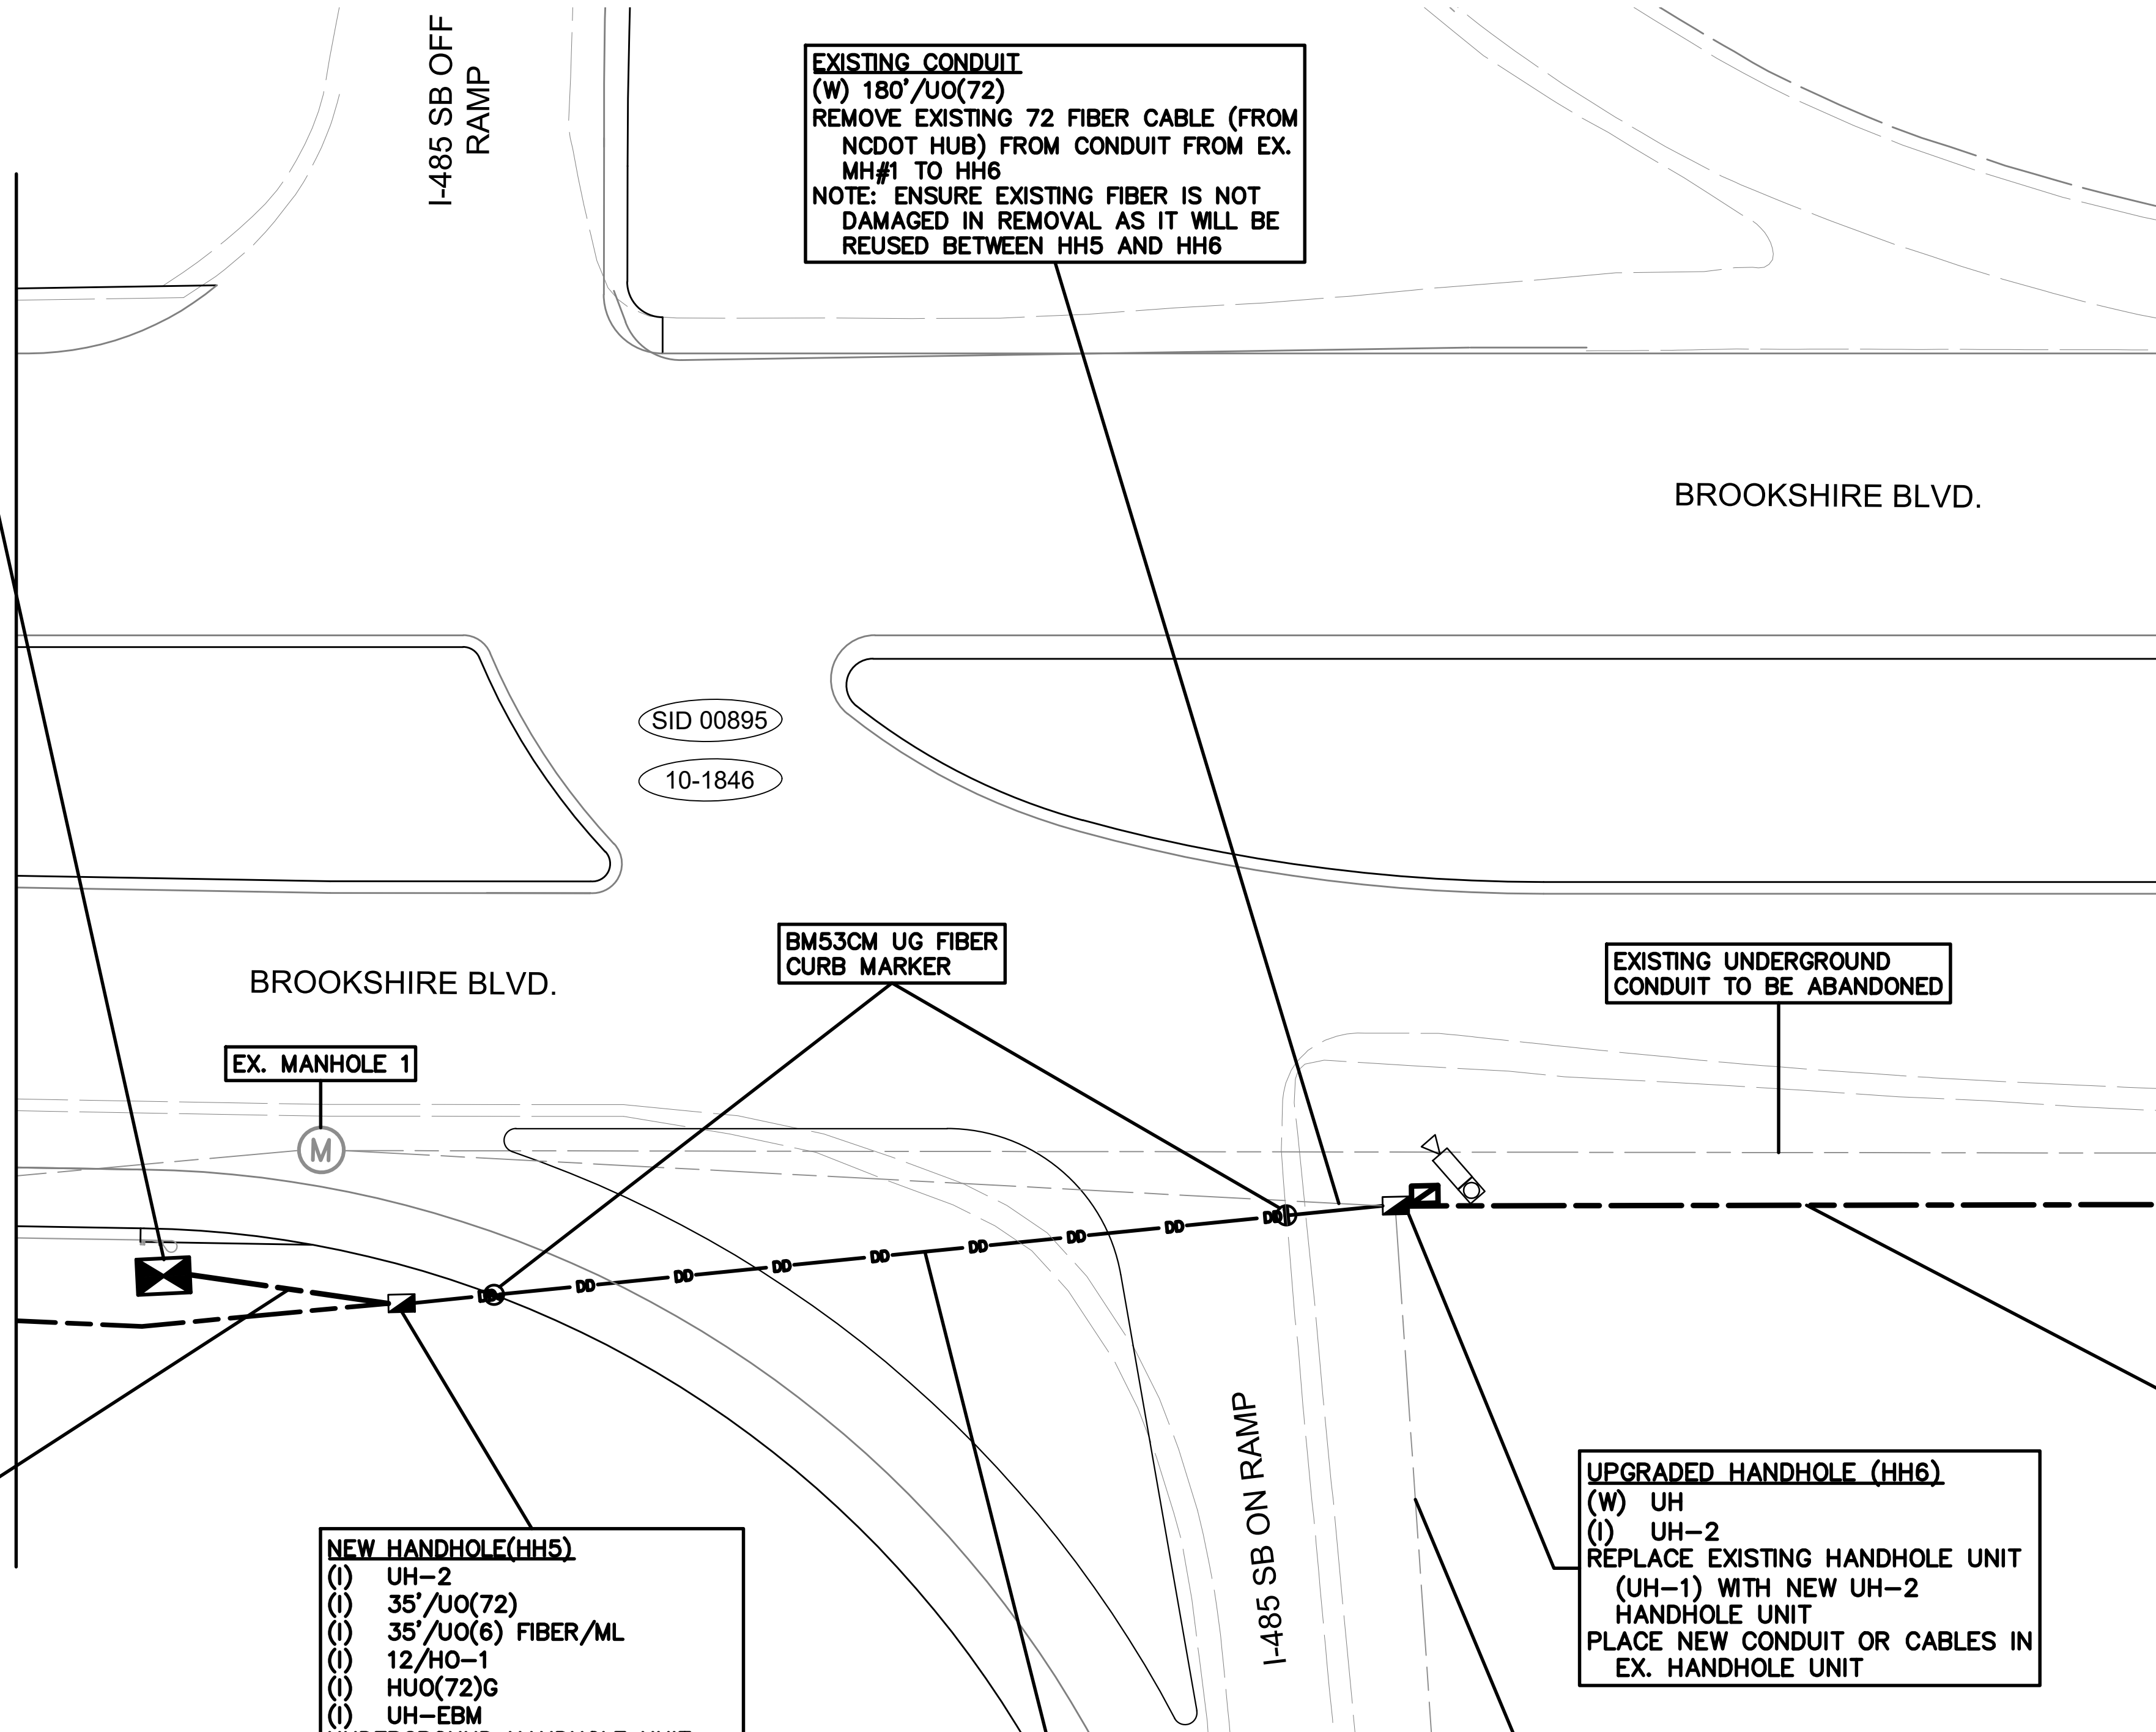 I-485 SB OFF
RAMP
EXISTING CONDUIT
(W) 180'/UO(72)
REMOVE EXISTING 72 FIBER CABLE (FROM
NCDOT HUB) FROM CONDUIT FROM EX.
MH#1 TO HH6
NOTE: ENSURE EXISTING FIBER IS NOT
DAMAGED IN REMOVAL AS IT WILL BE
REUSED BETWEEN HH5 AND HH6
BROOKSHIRE BLVD.
SID 00895
10-1846
BM53CM UG FIBER
CURB MARKER
EXISTING UNDERGROUND
CONDUIT TO BE ABANDONED
BROOKSHIRE BLVD.
EX. MANHOLE 1
M
DD DD DD DD DD DD DD DD DD
I-485 SB ON RAMP
UPGRADED HANDHOLE (HH6)
(W) UH
(I) UH-2
REPLACE EXISTING HANDHOLE UNIT
(UH-1) WITH NEW UH-2
HANDHOLE UNIT
PLACE NEW CONDUIT OR CABLES IN
EX. HANDHOLE UNIT
NEW HANDHOLE(HH5)
(I) UH-2
(I) 35'/UO(72)
(I) 35'/UO(6) FIBER/ML
(I) 12/HO-1
(I) HUO(72)G
(I) UH-EBM